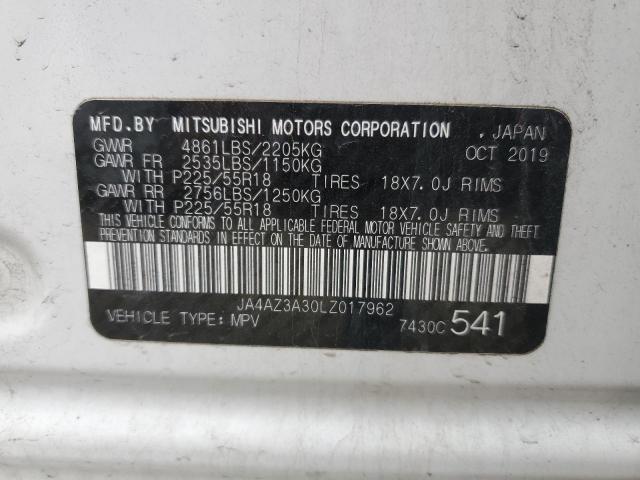 MFD.BY MITSUBISHI MOTORS CORPORATION . JAPAN
GVWR 4861LBS/2205KG OCT 2019
GAWR FR 2535LBS/1150KG
WITH P225/55R18 TIRES 18X7.0J RIMS
GAWR RR 2756LBS/1250KG
WITH P225/55R18 TIRES 18X7.0J RIMS
THIS VEHICLE CONFORMS TO ALL APPLICABLE FEDERAL MOTOR VEHICLE SAFETY AND THEFT
PREVENTION STANDARDS IN EFFECT ON THE DATE OF MANUFACTURE SHOWN ABOVE.
JA4AZ3A30LZ017962
VEHICLE TYPE: MPV 7430C 541